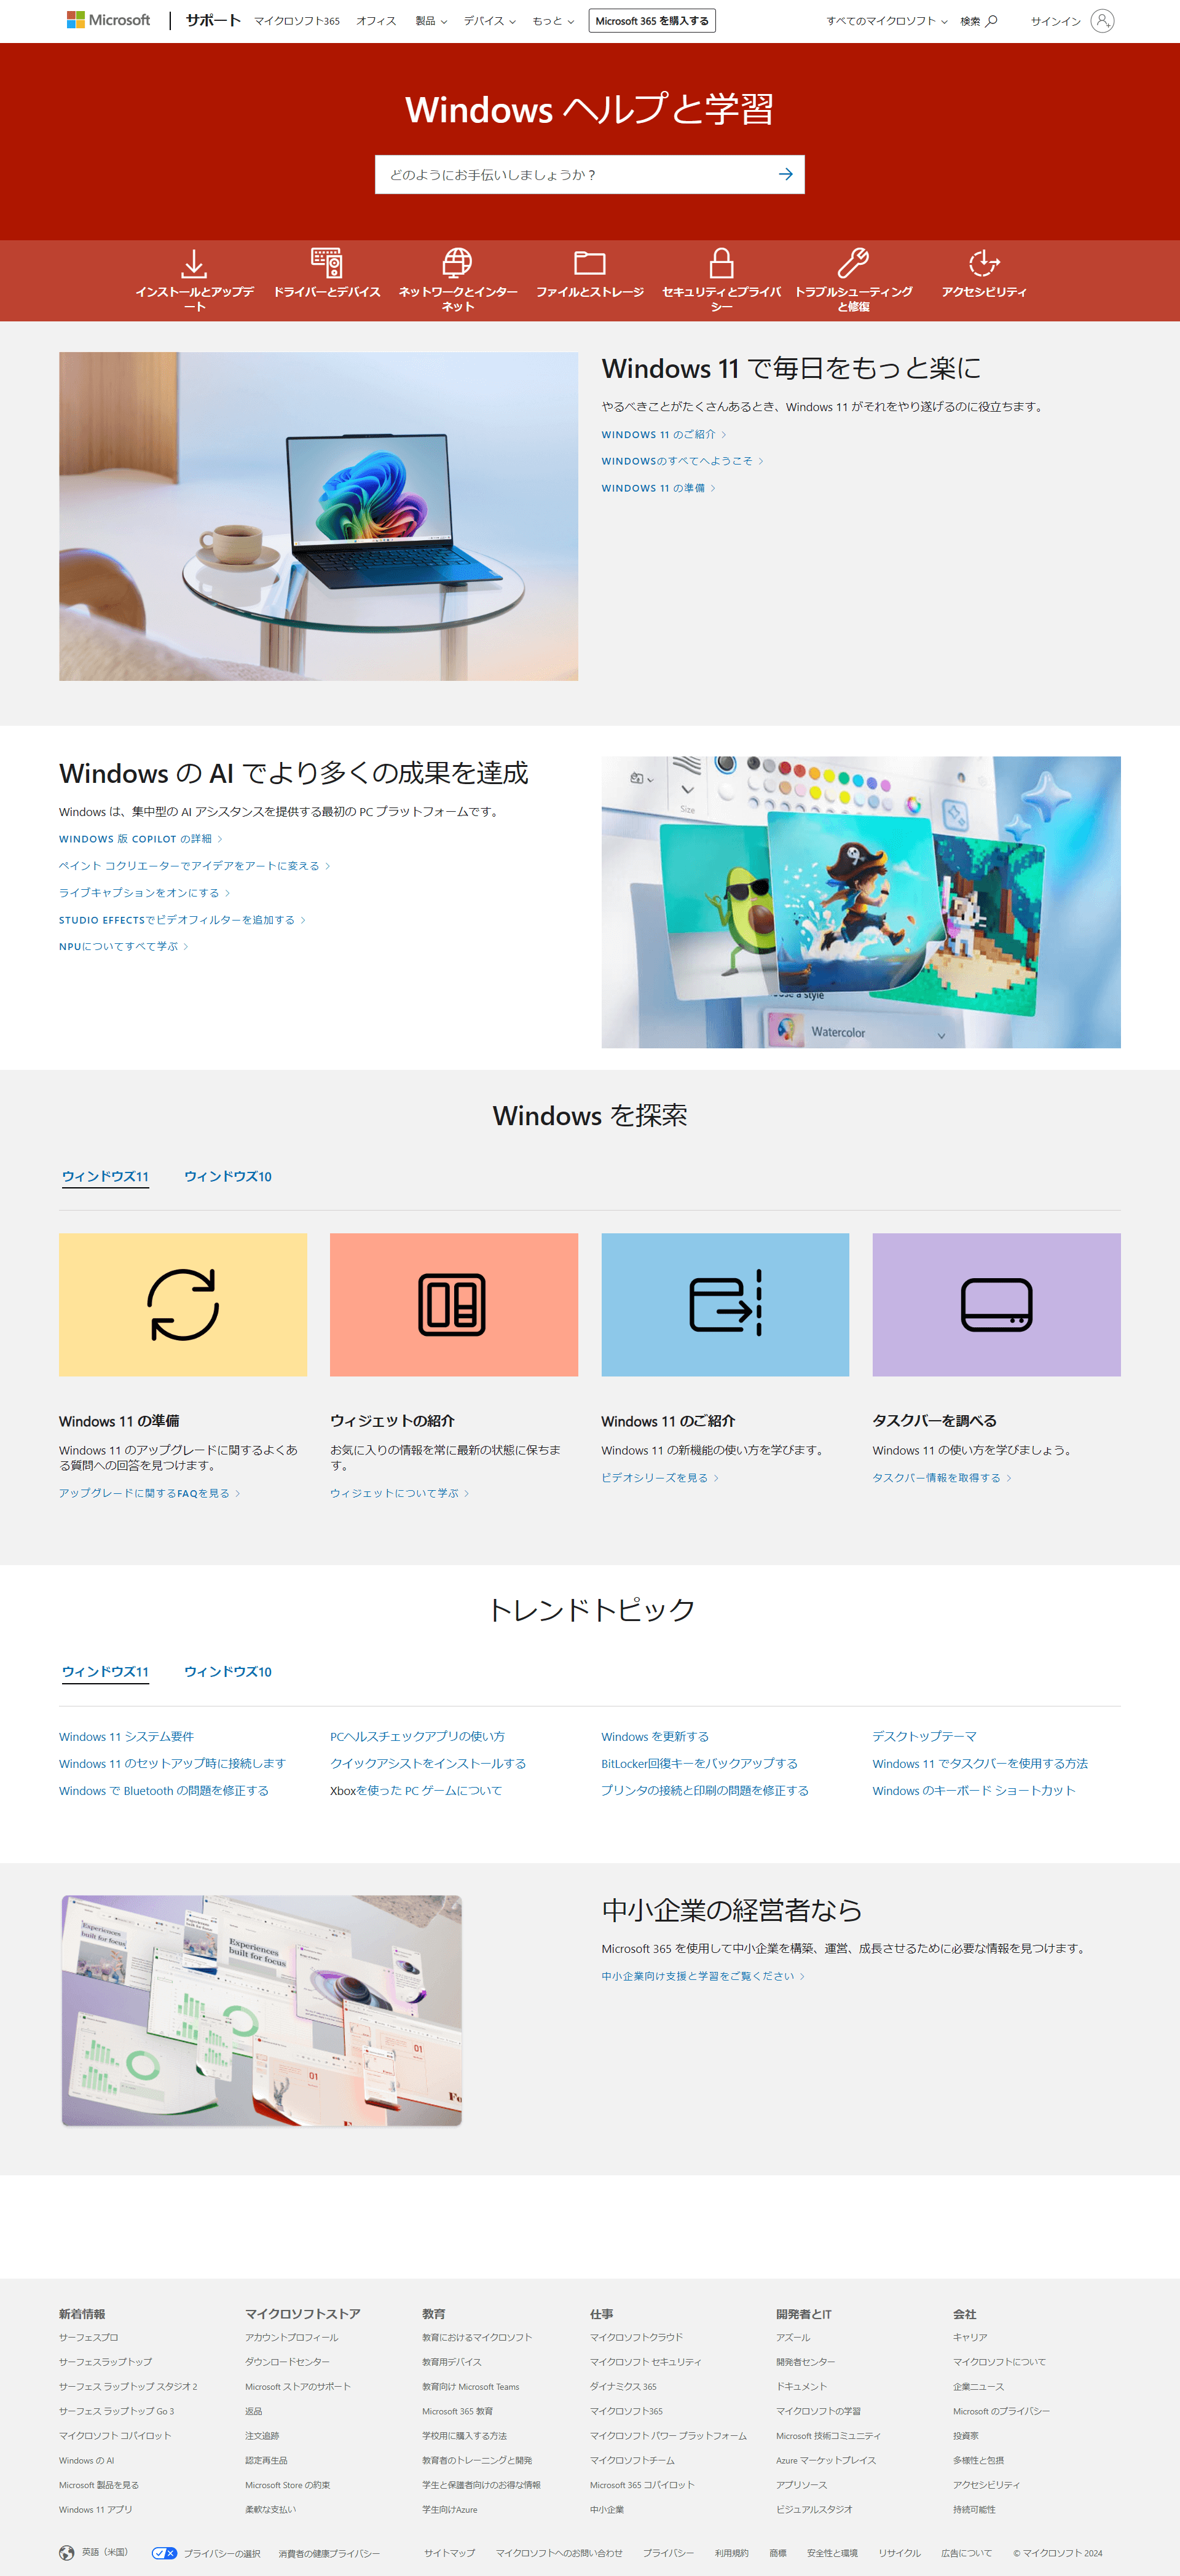 Microsoft
サポート
マイクロソフト365
オフィス
製品
デバイス
もっと
Microsoft 365 を購入する
すべてのマイクロソフト
検索
サインイン
Windows ヘルプと学習
どのようにお手伝いしましょうか？
インストールとアップデ
ート
ドライバーとデバイス
ネットワークとインター
ネット
ファイルとストレージ
セキュリティとプライバ
シー
トラブルシューティング
と修復
アクセシビリティ
Windows 11 で毎日をもっと楽に
やるべきことがたくさんあるとき、Windows 11 がそれをやり遂げるのに役立ちます。
WINDOWS 11 のご紹介
WINDOWSのすべてへようこそ
WINDOWS 11 の準備
Windows の AI でより多くの成果を達成
Windows は、集中型の AI アシスタンスを提供する最初の PC プラットフォームです。
WINDOWS 版 COPILOT の詳細
ペイント コクリエーターでアイデアをアートに変える
ライブキャプションをオンにする
STUDIO EFFECTSでビデオフィルターを追加する
NPUについてすべて学ぶ
Size
Watercolor
Windows を探索
ウィンドウズ11
ウィンドウズ10
Windows 11 の準備
Windows 11 のアップグレードに関するよくあ
る質問への回答を見つけます。
アップグレードに関するFAQを見る
ウィジェットの紹介
お気に入りの情報を常に最新の状態に保ちま
す。
ウィジェットについて学ぶ
Windows 11 のご紹介
Windows 11 の新機能の使い方を学びます。
ビデオシリーズを見る
タスクバーを調べる
Windows 11 の使い方を学びましょう。
タスクバー情報を取得する
トレンドトピック
ウィンドウズ11
ウィンドウズ10
Windows 11 システム要件
Windows 11 のセットアップ時に接続します
Windows で Bluetooth の問題を修正する
PCヘルスチェックアプリの使い方
クイックアシストをインストールする
Xboxを使った PC ゲームについて
Windows を更新する
BitLocker回復キーをバックアップする
プリンタの接続と印刷の問題を修正する
デスクトップテーマ
Windows 11 でタスクバーを使用する方法
Windows のキーボード ショートカット
Experiences
built for focus
Experiences
built for focus
01
01
中小企業の経営者なら
Microsoft 365 を使用して中小企業を構築、運営、成長させるために必要な情報を見つけます。
中小企業向け支援と学習をご覧ください
新着情報
サーフェスプロ
サーフェスラップトップ
サーフェス ラップトップ スタジオ 2
サーフェス ラップトップ Go 3
マイクロソフト コパイロット
Windows の AI
Microsoft 製品を見る
Windows 11 アプリ
マイクロソフトストア
アカウントプロフィール
ダウンロードセンター
Microsoft ストアのサポート
返品
注文追跡
認定再生品
Microsoft Store の約束
柔軟な支払い
教育
教育におけるマイクロソフト
教育用デバイス
教育向け Microsoft Teams
Microsoft 365 教育
学校用に購入する方法
教育者のトレーニングと開発
学生と保護者向けのお得な情報
学生向けAzure
仕事
マイクロソフトクラウド
マイクロソフト セキュリティ
ダイナミクス 365
マイクロソフト365
マイクロソフト パワー プラットフォーム
マイクロソフトチーム
Microsoft 365 コパイロット
中小企業
開発者とIT
アズール
開発者センター
ドキュメント
マイクロソフトの学習
Microsoft 技術コミュニティ
Azure マーケットプレイス
アプリソース
ビジュアルスタジオ
会社
キャリア
マイクロソフトについて
企業ニュース
Microsoft のプライバシー
投資家
多様性と包摂
アクセシビリティ
持続可能性
英語（米国）
プライバシーの選択
消費者の健康プライバシー
サイトマップ
マイクロソフトへのお問い合わせ
プライバシー
利用規約
商標
安全性と環境
リサイクル
広告について
© マイクロソフト 2024